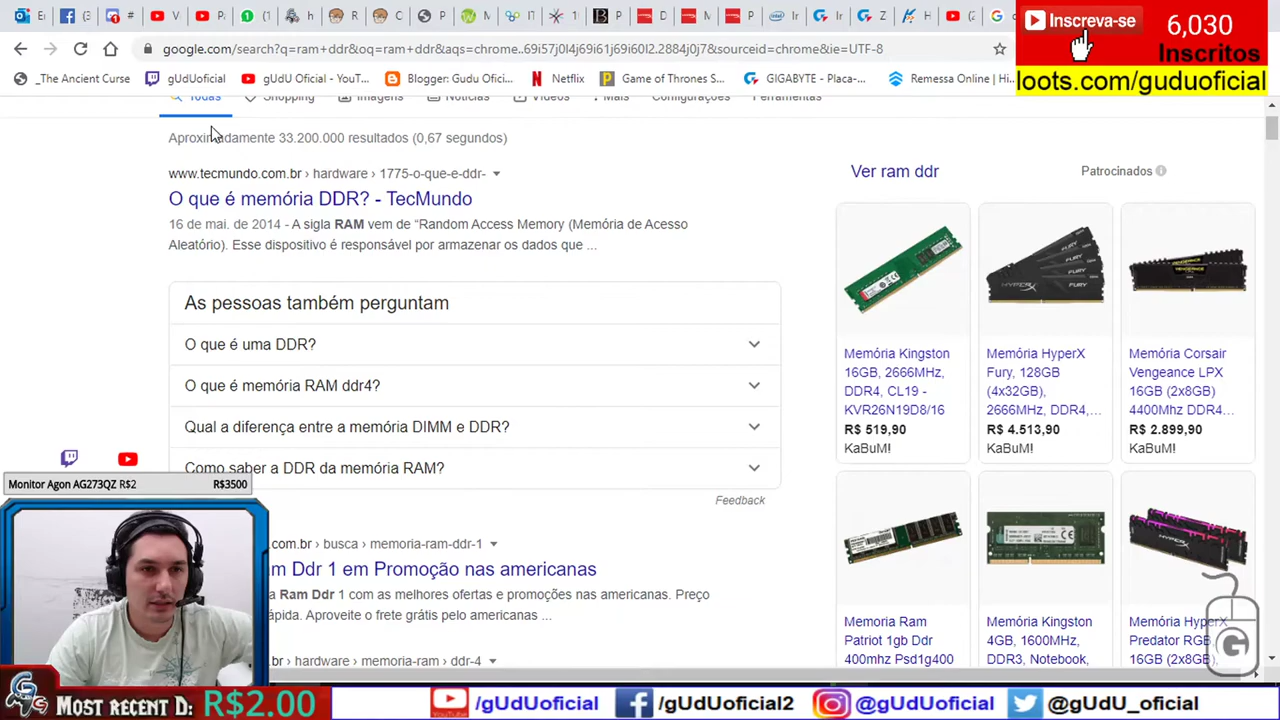 Inscreva-se
6,030
Inscritos
loots.com/guduoficial
google.com/search?q=ram+ddr&oq=ram+ddr&aqs=chrome..69i57j0l4j69i61j69i60l2.2884j0j7&sourceid=chrome&ie=UTF-8
_The Ancient Curse
gUdUoficial
gUdU Oficial - YouT...
Blogger: Gudu Ofici...
Netflix
Game of Thrones S...
GIGABYTE - Placa-...
Remessa Online | H
Todas
Shopping
Imagens
Notícias
Vídeos
Mais
Configurações
Ferramentas
Aproximadamente 33.200.000 resultados (0,67 segundos)
www.tecmundo.com.br › hardware › 1775-o-que-e-ddr-
O que é memória DDR? - TecMundo
16 de mai. de 2014 - A sigla RAM vem de “Random Access Memory (Memória de Acesso
Aleatório). Esse dispositivo é responsável por armazenar os dados que ...
As pessoas também perguntam
O que é uma DDR?
O que é memória RAM ddr4?
Qual a diferença entre a memória DIMM e DDR?
Como saber a DDR da memória RAM?
Feedback
.com.br › busca › memoria-ram-ddr-1
m Ddr 1 em Promoção nas americanas
a Ram Ddr 1 com as melhores ofertas e promoções nas americanas. Preço
ápida. Aproveite o frete grátis pelo americanas ...
.br › hardware › memoria-ram › ddr-4
Ver ram ddr
Patrocinados
Memória Kingston
16GB, 2666MHz,
DDR4, CL19 -
KVR26N19D8/16
R$ 519,90
KaBuM!
Memória HyperX
Fury, 128GB
(4x32GB),
2666MHz, DDR4,...
R$ 4.513,90
KaBuM!
Memória Corsair
Vengeance LPX
16GB (2x8GB)
4400Mhz DDR4...
R$ 2.899,90
KaBuM!
Memoria Ram
Patriot 1gb Ddr
400mhz Psd1g400
Memória Kingston
4GB, 1600MHz,
DDR3, Notebook,
Memória HyperX
Predator RGB,
16GB (2x8GB),
Monitor Agon AG273QZ R$2
R$3500
Most recent D: R$2.00
/gUdUoficial
/gUdUoficial2
@gUdUoficial
@gUdU_oficial